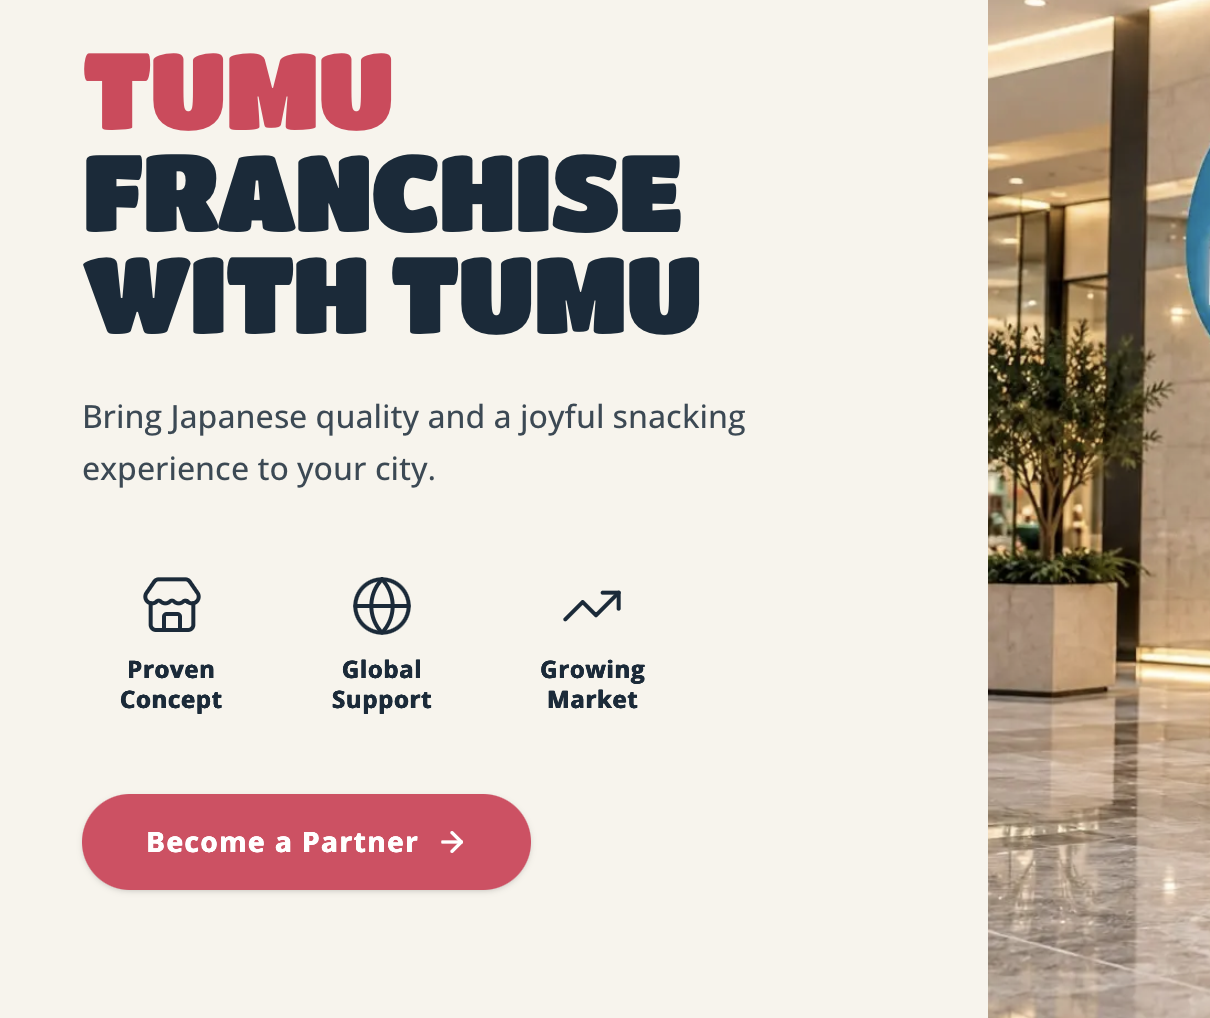 TUMU
FRANCHISE
WITH TUMU
Bring Japanese quality and a joyful snacking
experience to your city.
Proven
Concept
Global
Support
Growing
Market
Become a Partner →